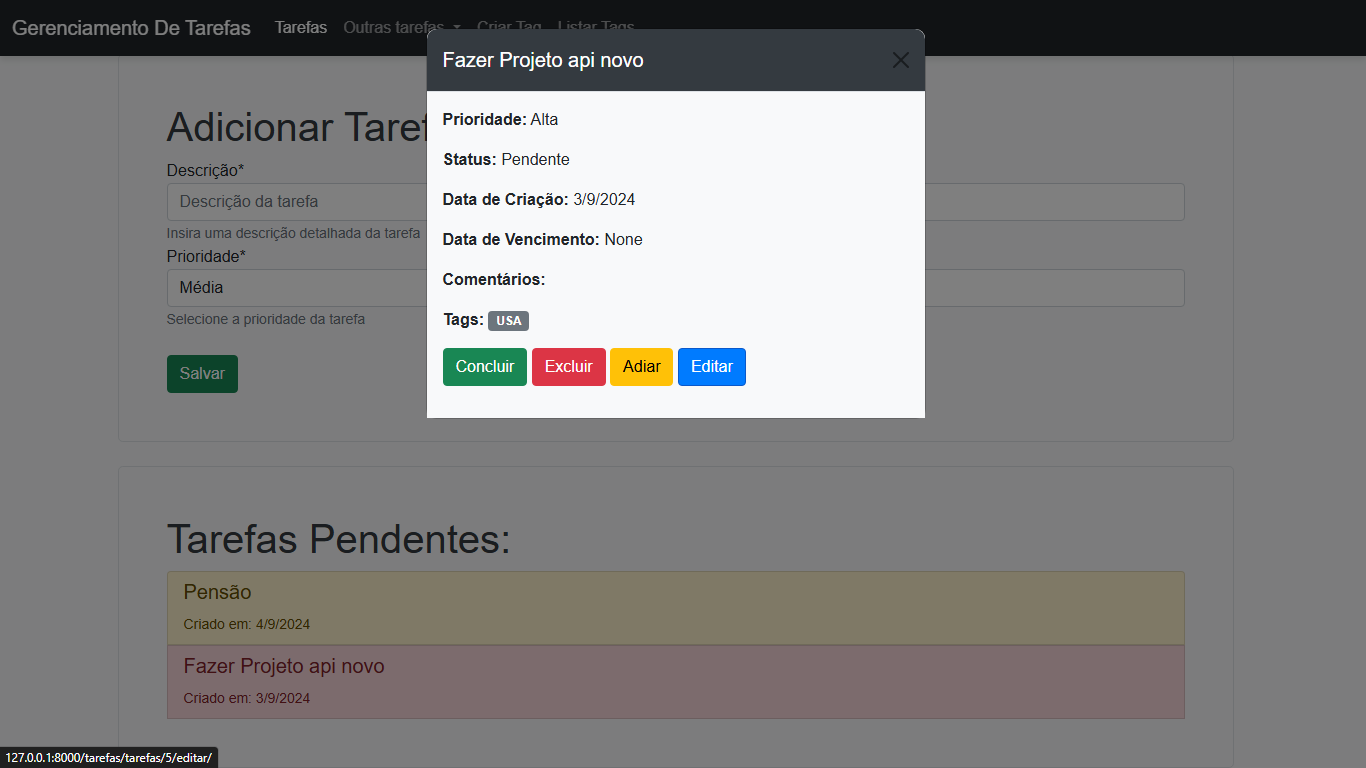 Gerenciamento De Tarefas Tarefas Outras tarefas Criar Tag Listar Tags
Fazer Projeto api novo
Prioridade: Alta
Status: Pendente
Data de Criação: 3/9/2024
Data de Vencimento: None
Comentários:
Tags: USA
Concluir Excluir Adiar Editar
Adicionar Taref
Descrição*
Descrição da tarefa
Insira uma descrição detalhada da tarefa
Prioridade*
Média
Selecione a prioridade da tarefa
Salvar
Tarefas Pendentes:
Pensão
Criado em: 4/9/2024
Fazer Projeto api novo
Criado em: 3/9/2024
127.0.0.1:8000/tarefas/tarefas/5/editar/